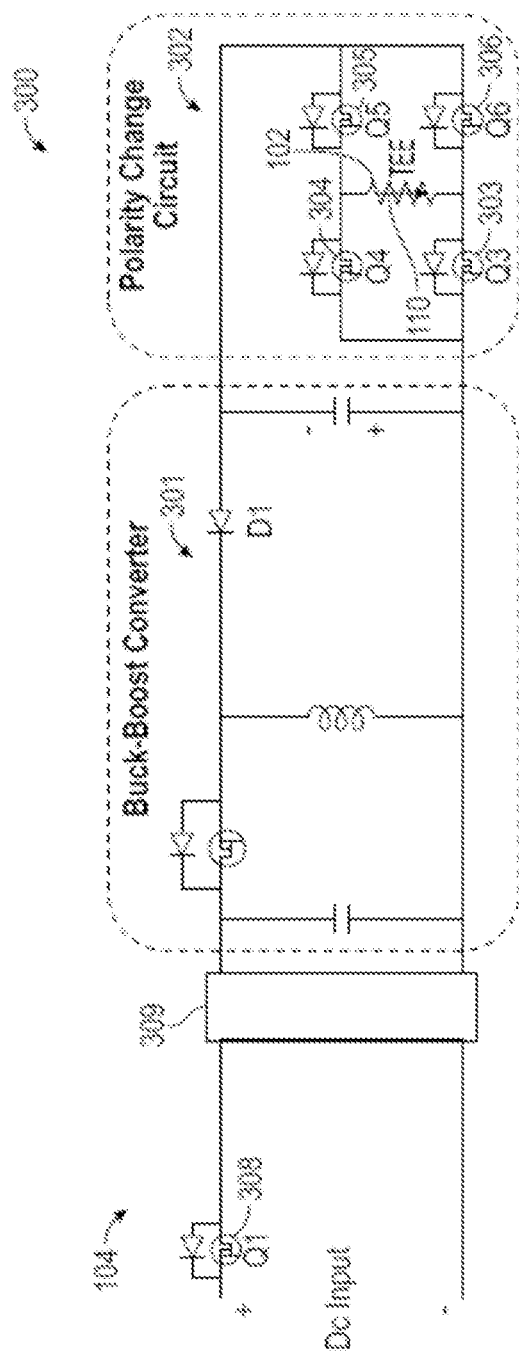 300
104
Buck-Boost Converter
301
Polarity Change
Circuit
302
+
Q1
308
Dc Input
-
309
D1
-
+
304
Q4
102
305
Q5
110
TEE
303
Q3
306
Q6